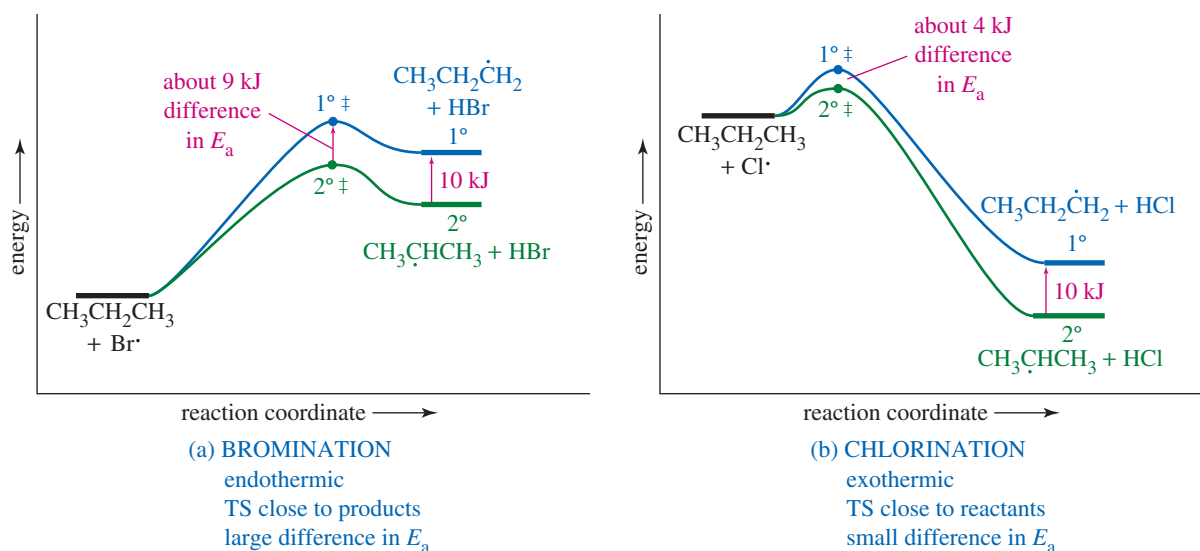 about 9 kJ
difference
in Eₐ
CH₃CH₂ĊH₂
+ HBr
1°
1° ‡
2° ‡
10 kJ
2°
CH₃ĊHCH₃ + HBr
CH₃CH₂CH₃
+ Br·
energy
reaction coordinate
(a) BROMINATION
endothermic
TS close to products
large difference in Eₐ
about 4 kJ
difference
in Eₐ
1° ‡
2° ‡
CH₃CH₂CH₃
+ Cl·
CH₃CH₂ĊH₂ + HCl
1°
10 kJ
2°
CH₃ĊHCH₃ + HCl
energy
reaction coordinate
(b) CHLORINATION
exothermic
TS close to reactants
small difference in Eₐ